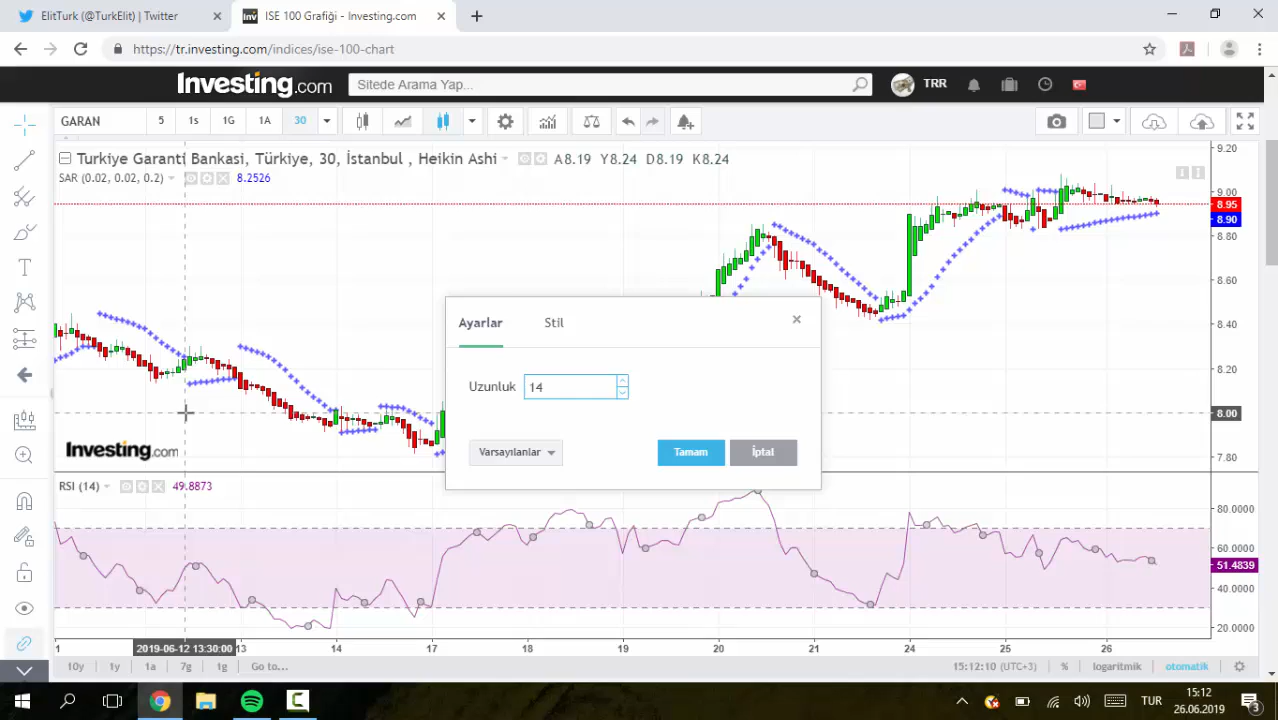 ElitTurk (@TurkElit) | Twitter
ISE 100 Grafiği - Investing.com
https://tr.investing.com/indices/ise-100-chart
Investing.com
Sitede Arama Yap...
TRR
GARAN 5 1s 1G 1A 30
Turkiye Garanti Bankasi, Türkiye, 30, İstanbul , Heikin Ashi A8.19 Y8.24 D8.19 K8.24
SAR (0.02, 0.02, 0.2) 8.2526
9.20
9.00
8.95
8.90
8.80
8.60
8.40
8.20
8.00
7.80
Ayarlar Stil
Uzunluk 14
Varsayılanlar Tamam İptal
Investing.com
RSI (14) 49.8873
80.0000
60.0000
51.4839
40.0000
20.0000
1 2019-06-12 13:30:00 13 14 17 18 19 20 21 24 25 26
10y 1y 1a 7g 1g Go to... 15:12:10 (UTC+3) % logaritmik otomatik
TUR
15:12
26.06.2019
3